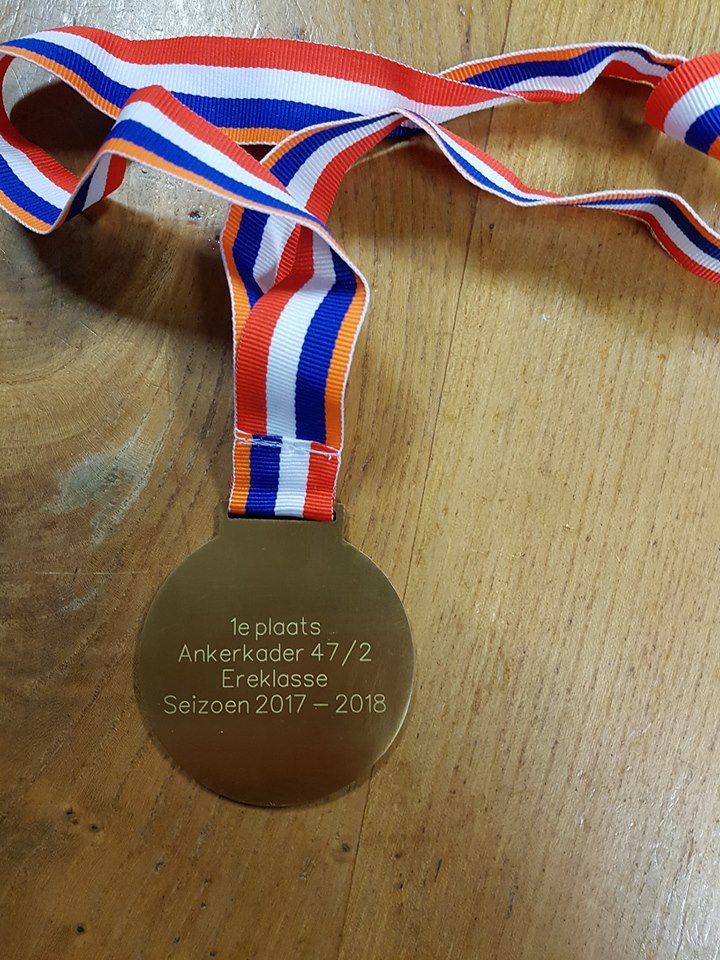 1e plaats
Ankerkader 47/2
Ereklasse
Seizoen 2017 – 2018